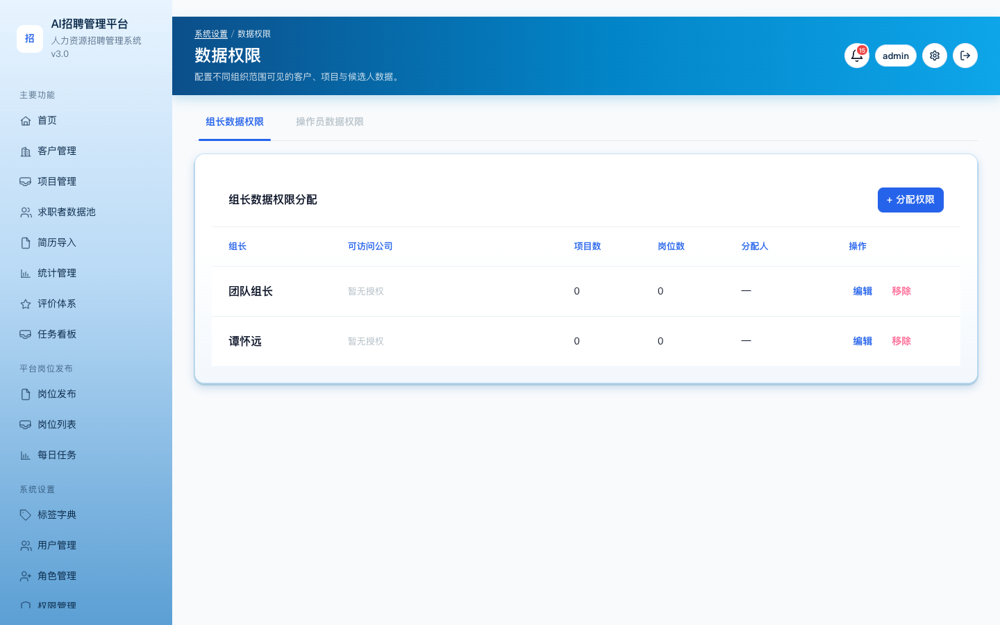 招
AI招聘管理平台
人力资源招聘管理系统
v3.0
主要功能
首页
客户管理
项目管理
求职者数据池
简历导入
统计管理
评价体系
任务看板
平台岗位发布
岗位发布
岗位列表
每日任务
系统设置
标签字典
用户管理
角色管理
权限管理
系统设置 / 数据权限
数据权限
配置不同组织范围可见的客户、项目与候选人数据。
15
admin
组长数据权限 操作员数据权限
组长数据权限分配
+ 分配权限
组长 可访问公司 项目数 岗位数 分配人 操作
团队组长 暂无授权 0 0 — 编辑 移除
谭怀远 暂无授权 0 0 — 编辑 移除